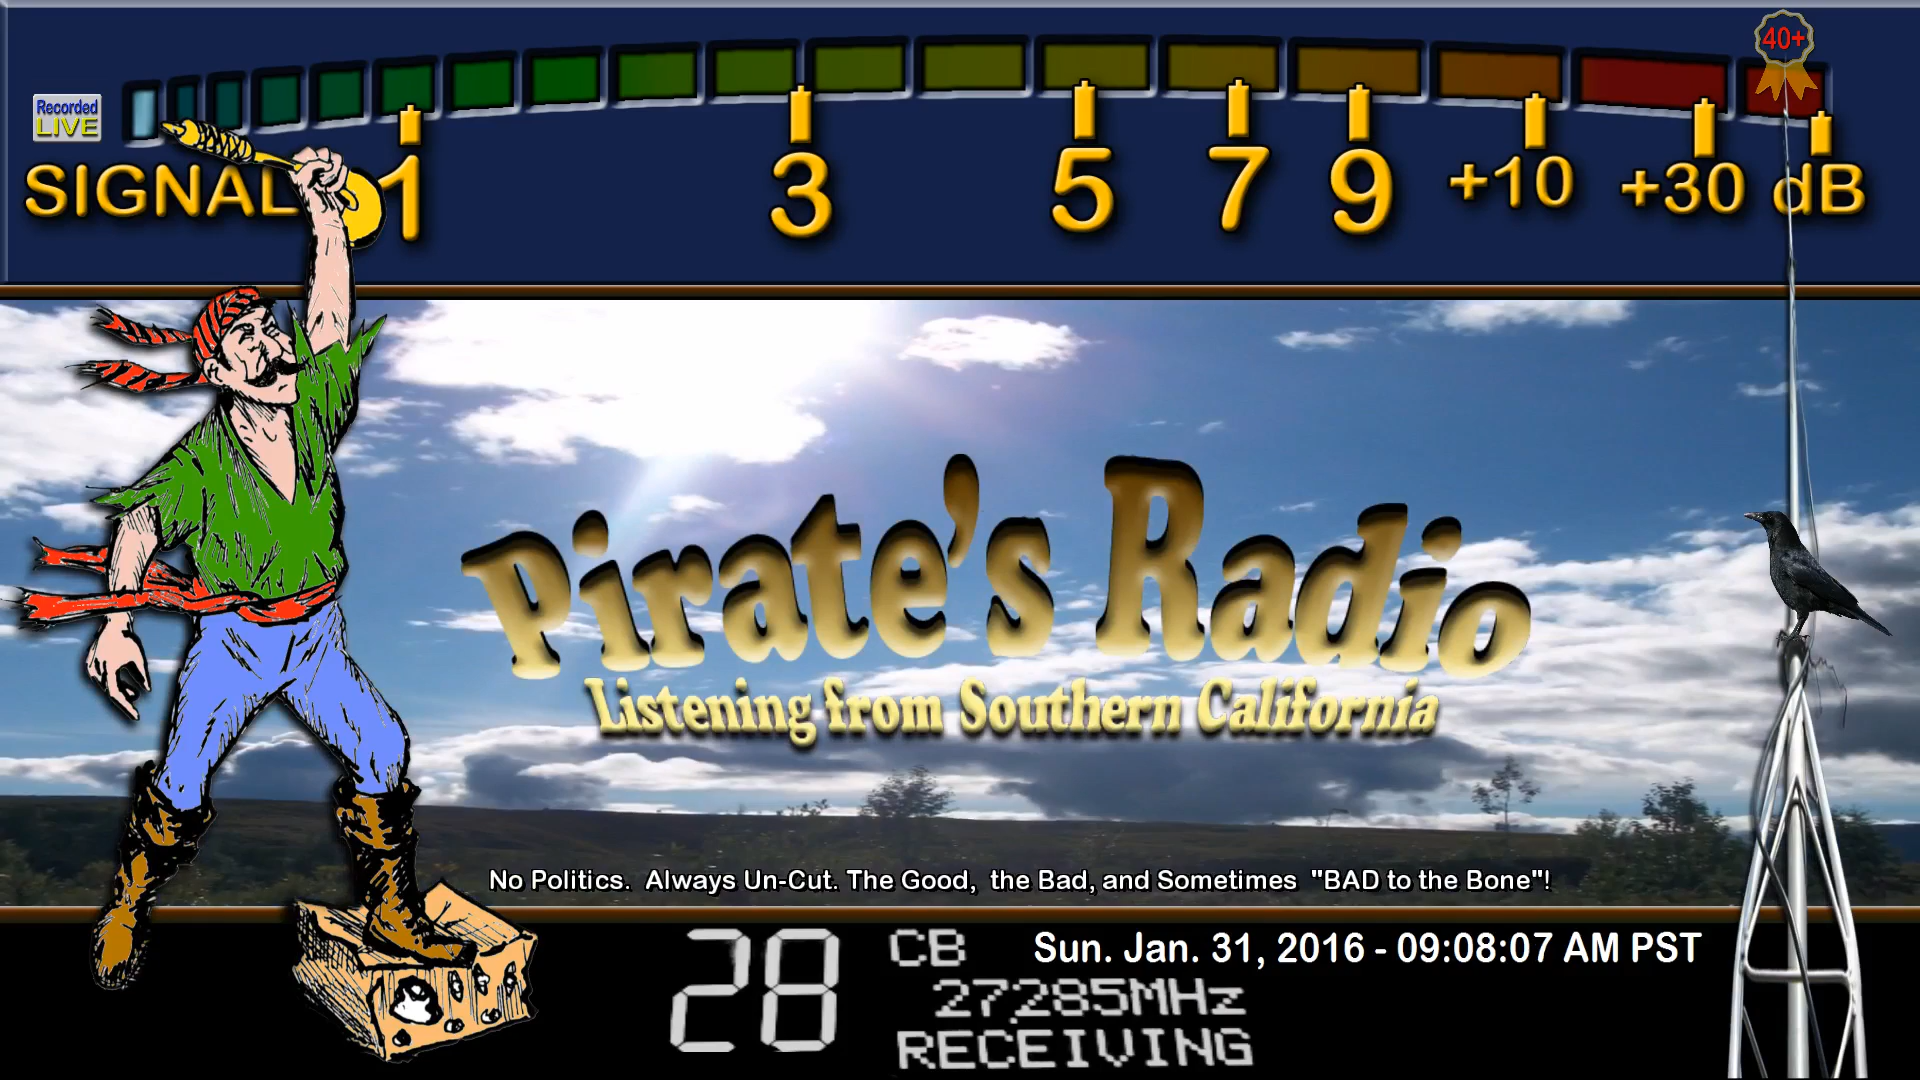 40+
Recorded
LIVE
SIGNAL 1 3 5 7 9 +10 +30 dB
Pirate's Radio
Listening from Southern California
No Politics.  Always Un-Cut. The Good,  the Bad, and Sometimes  "BAD to the Bone"!
28 CB Sun. Jan. 31, 2016 - 09:08:07 AM PST
27.285MHz
RECEIVING